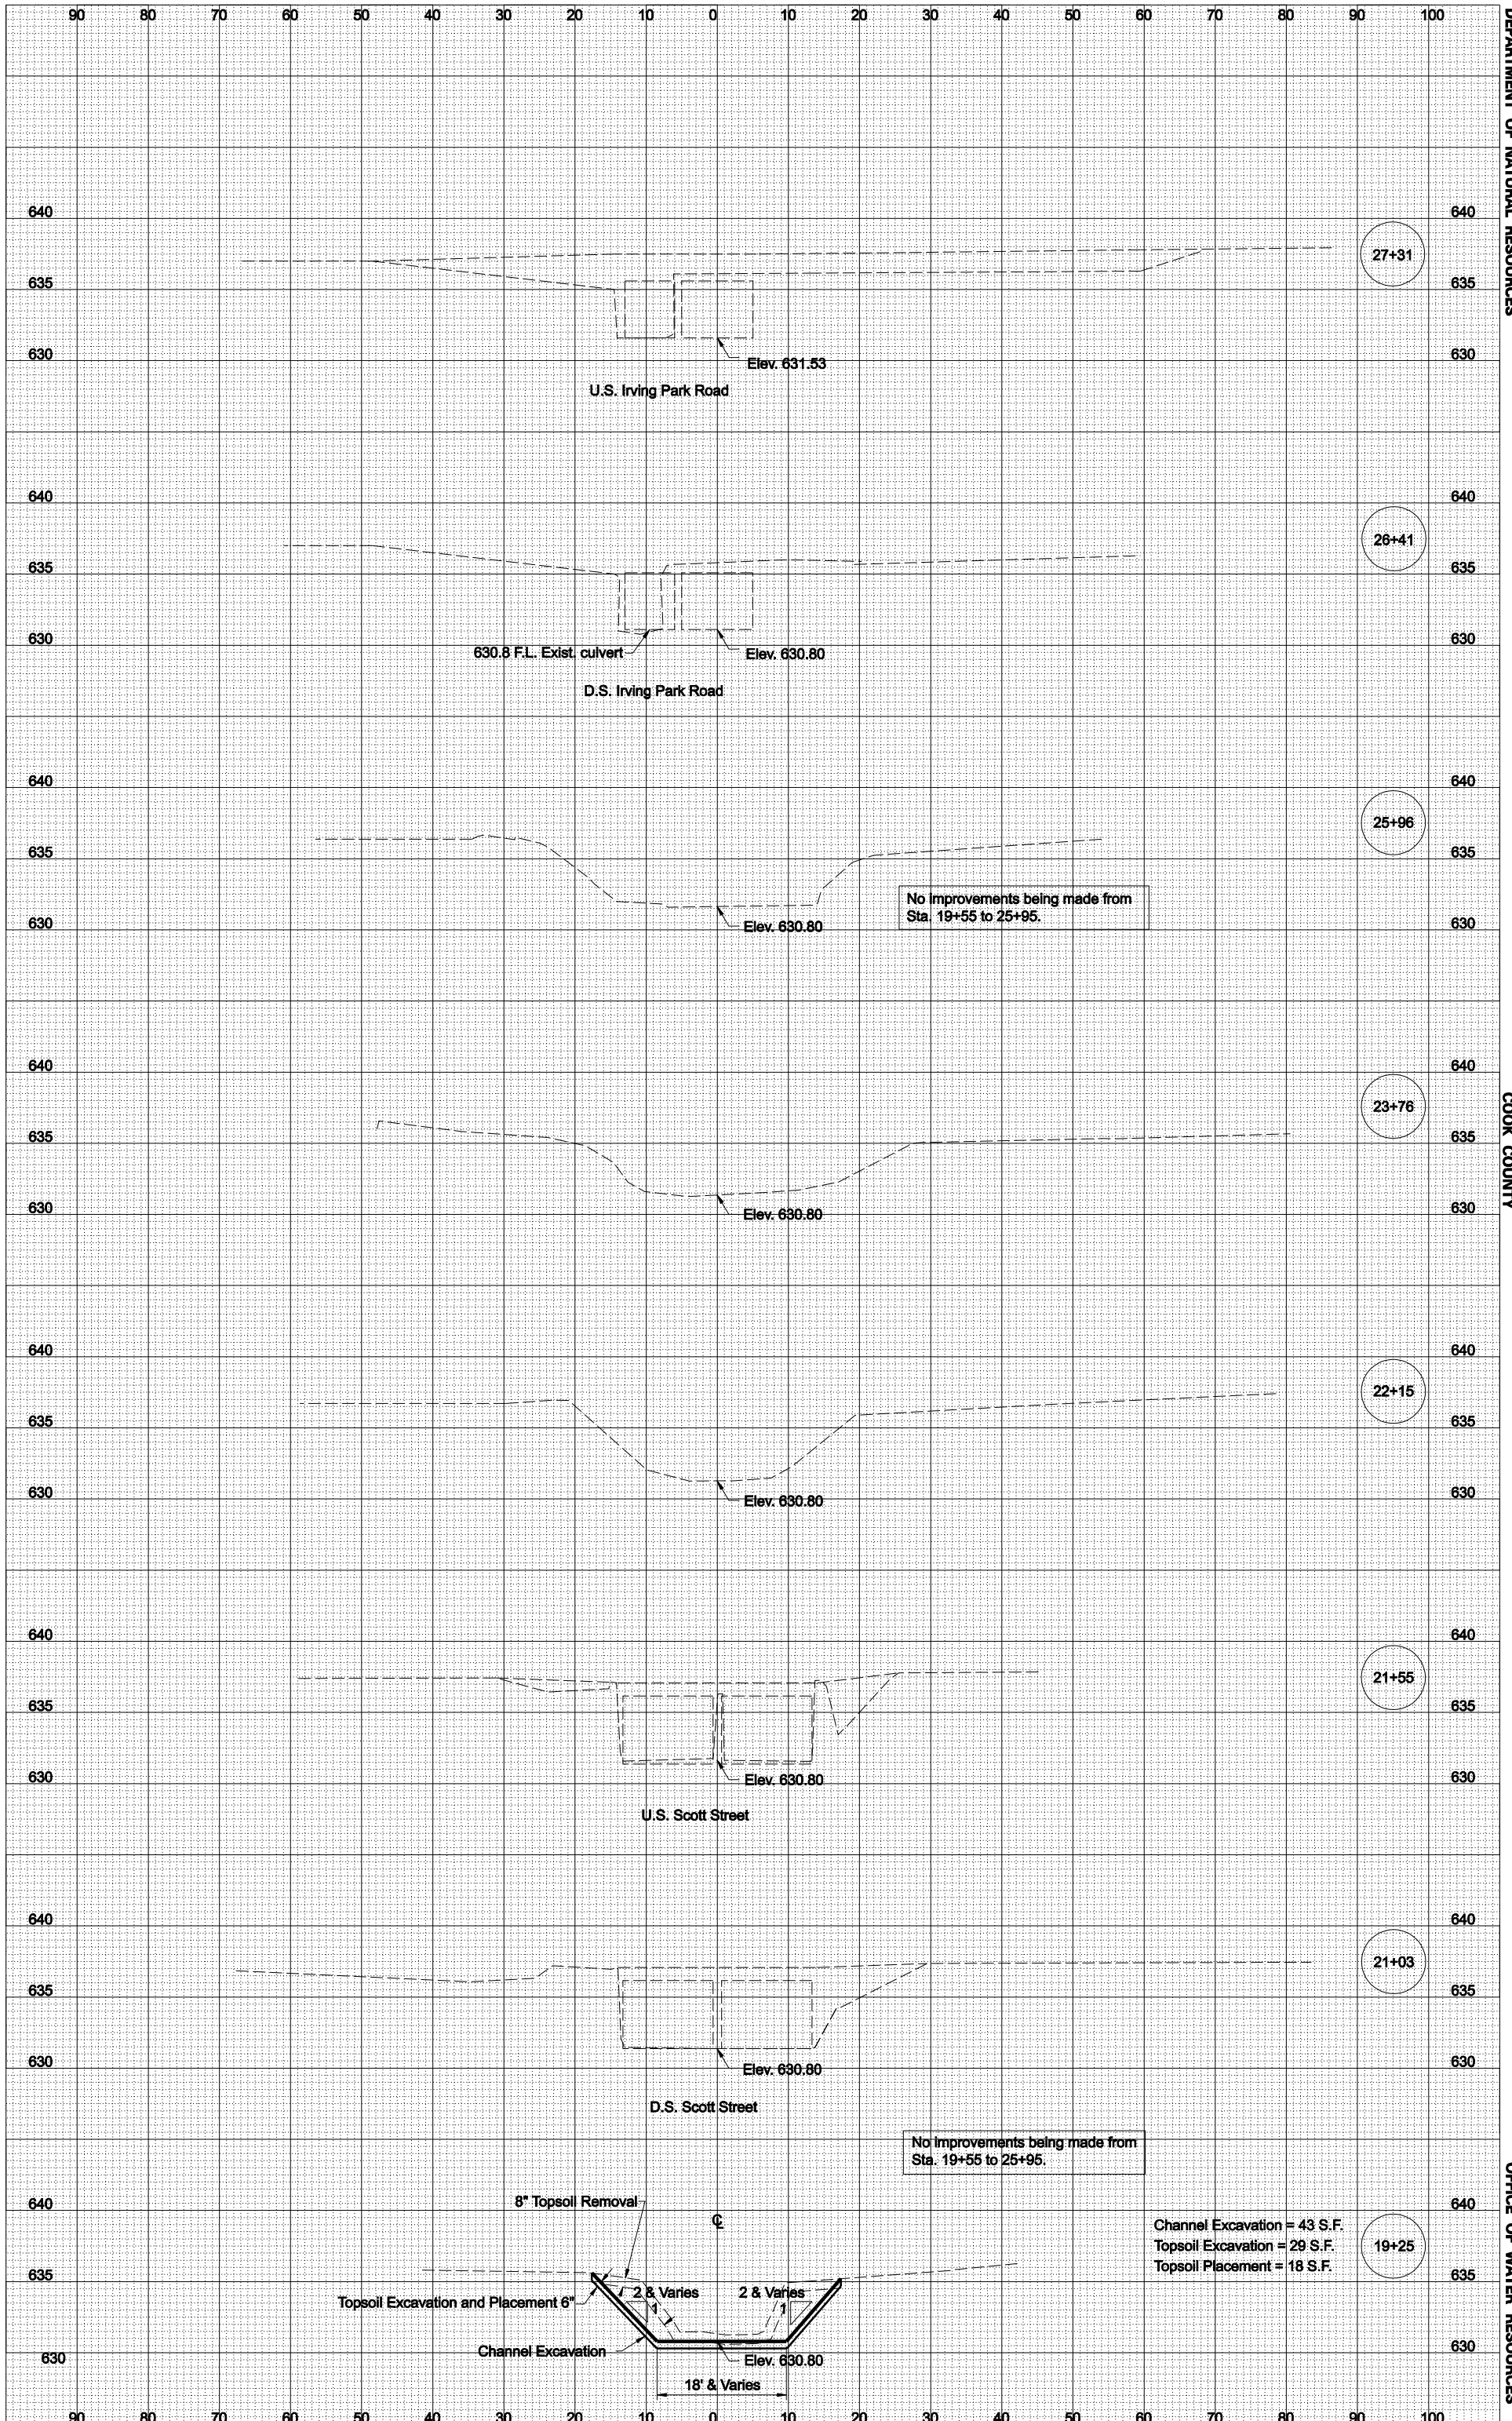 90 80 70 60 50 40 30 20 10 0 10 20 30 40 50 60 70 80 90 100
DEPARTMENT OF NATURAL RESOURCES
640 640
27+31
635 635
630 630
Elev. 631.53
U.S. Irving Park Road
640 640
26+41
635 635
630 630
630.8 F.L. Exist. culvert
Elev. 630.80
D.S. Irving Park Road
640 640
25+96
635 635
No improvements being made from
Sta. 19+55 to 25+95.
630 630
Elev. 630.80
640 640
COOK COUNTY
23+76
635 635
630 630
Elev. 630.80
640 640
22+15
635 635
630 630
Elev. 630.80
640 640
21+55
635 635
630 630
Elev. 630.80
U.S. Scott Street
640 640
21+03
635 635
630 630
Elev. 630.80
D.S. Scott Street
No improvements being made from
Sta. 19+55 to 25+95.
OFFICE OF WATER RESOURCES
640 640
8" Topsoil Removal
℄
Channel Excavation = 43 S.F.
Topsoil Excavation = 29 S.F.
Topsoil Placement = 18 S.F.
19+25
635 635
2 & Varies 2 & Varies
1 1
Topsoil Excavation and Placement 6"
Channel Excavation
630 630
Elev. 630.80
18' & Varies
90 80 70 60 50 40 30 20 10 0 10 20 30 40 50 60 70 80 90 100